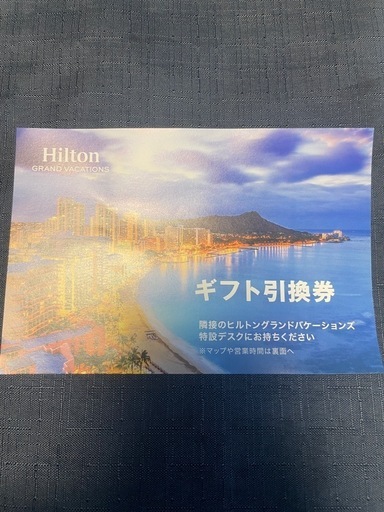 Hilton
GRAND VACATIONS
ギフト引換券
隣接のヒルトングランドバケーションズ
特設デスクにお持ちください
※マップや営業時間は裏面へ